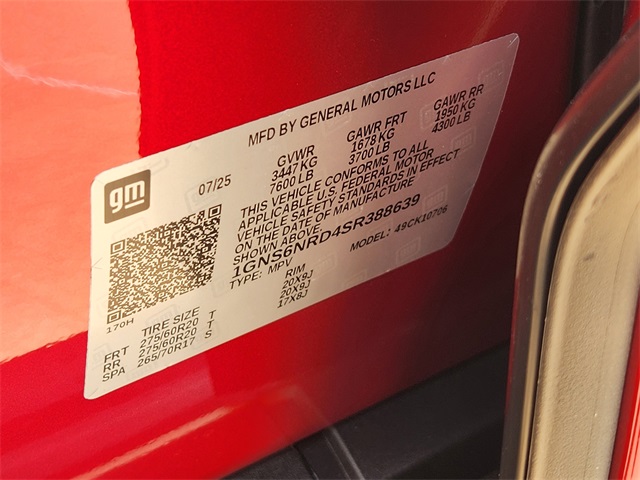 MFD BY GENERAL MOTORS LLC
gm
07/25
GVWR GAWR FRT GAWR RR
3447 KG 1678 KG 1950 KG
7600 LB 3700 LB 4300 LB
THIS VEHICLE CONFORMS TO ALL
APPLICABLE U.S. FEDERAL MOTOR
VEHICLE SAFETY STANDARDS IN EFFECT
ON THE DATE OF MANUFACTURE
SHOWN ABOVE.
1GNS6NRD4SR388639
TYPE: MPV MODEL: 49CK10706
170H
TIRE SIZE RIM
FRT 275/60R20 T 20X9J
RR 275/60R20 T 20X9J
SPA 265/70R17 S 17X8J